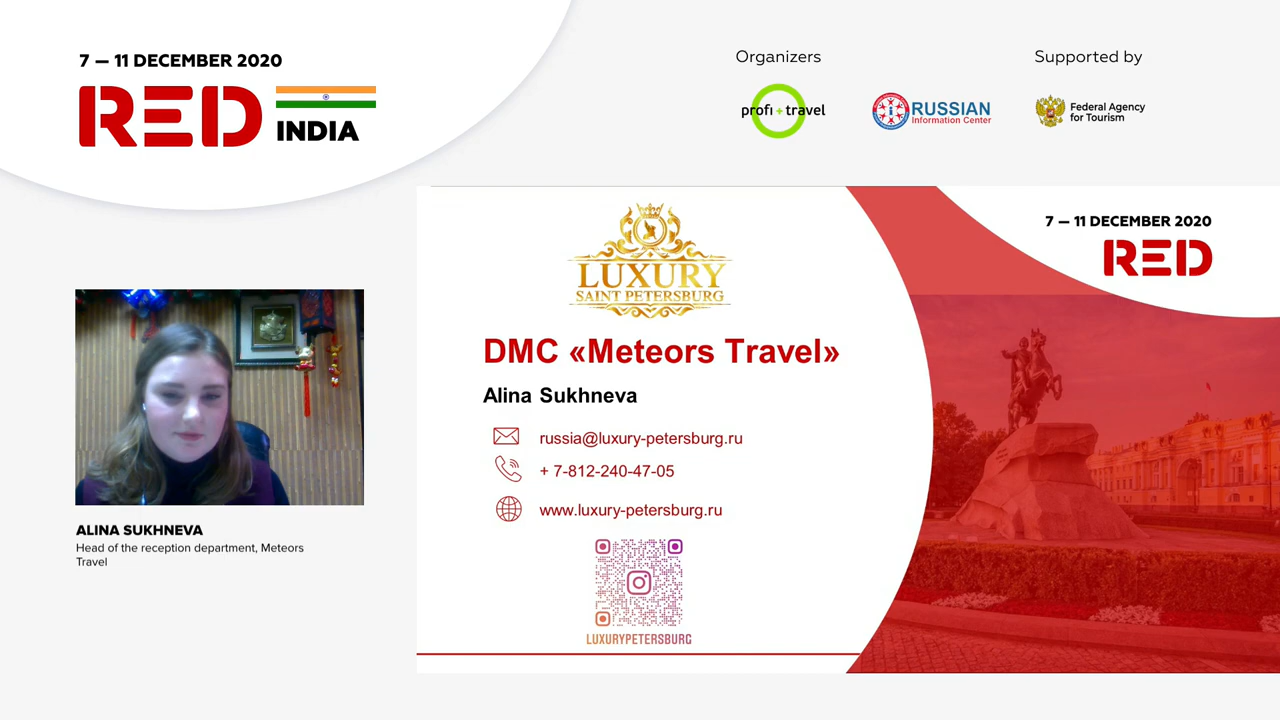 7 — 11 DECEMBER 2020
RED
INDIA
Organizers
Supported by
profi + travel
RUSSIAN
Information Center
Federal Agency
for Tourism
7 — 11 DECEMBER 2020
RED
LUXURY
SAINT PETERSBURG
DMC «Meteors Travel»
Alina Sukhneva
russia@luxury-petersburg.ru
+ 7-812-240-47-05
www.luxury-petersburg.ru
LUXURYPETERSBURG
ALINA SUKHNEVA
Head of the reception department, Meteors
Travel